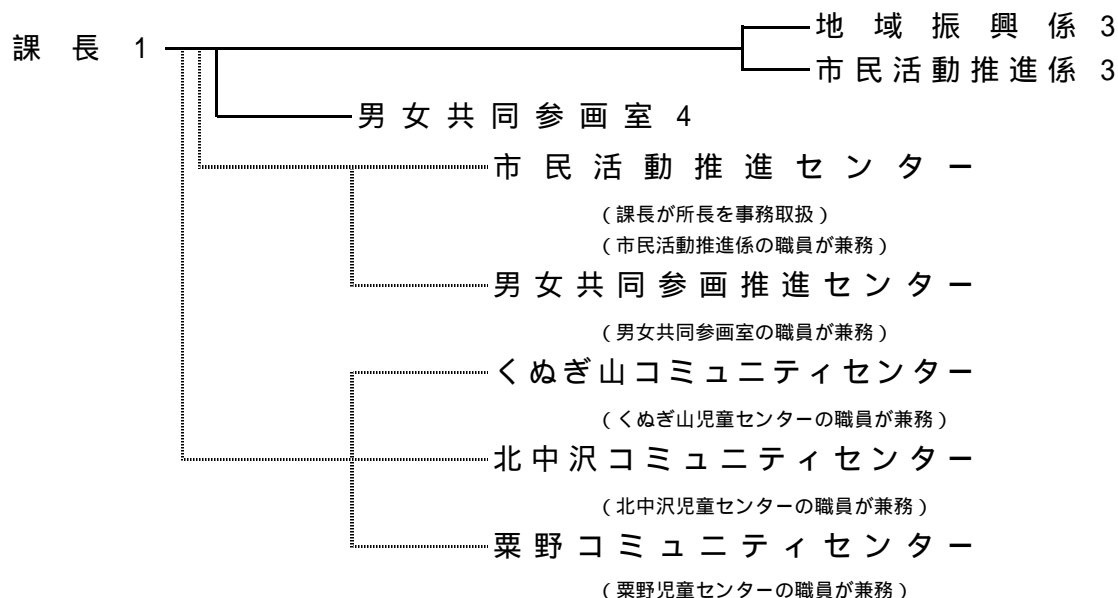 地域振興係 3
課長 1
市民活動推進係 3
男女共同参画室 4
市民活動推進センター
(課長が所長を事務取扱)
(市民活動推進係の職員が兼務)
男女共同参画推進センター
(男女共同参画室の職員が兼務)
くぬぎ山コミュニティセンター
(くぬぎ山児童センターの職員が兼務)
北中沢コミュニティセンター
(北中沢児童センターの職員が兼務)
粟野コミュニティセンター
(粟野児童センターの職員が兼務)